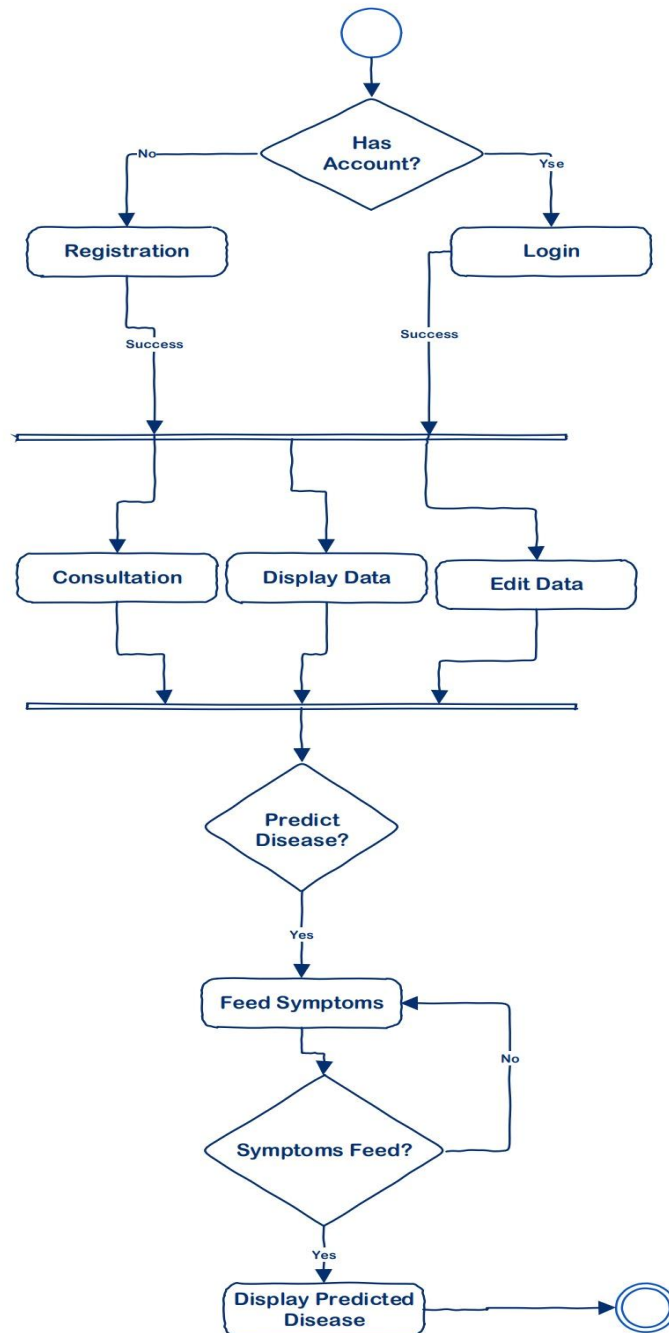 Has
Account?
No
Yse
Registration
Login
Success
Success
Consultation
Display Data
Edit Data
Predict
Disease?
Yes
Feed Symptoms
No
Symptoms Feed?
Yes
Display Predicted
Disease